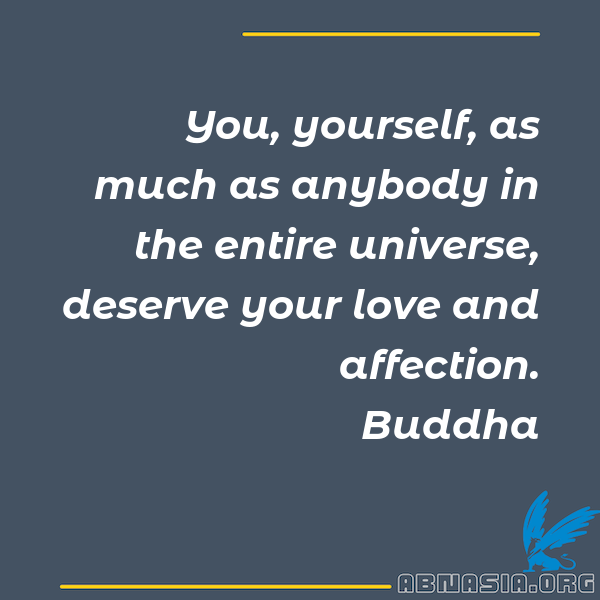 You, yourself, as
much as anybody in
the entire universe,
deserve your love and
affection.
Buddha
ABNASIA.ORG